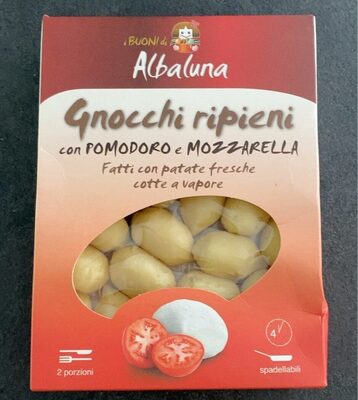 i BUONi di
Albaluna
Gnocchi ripieni
con POMODORO e MOZZARELLA
Fatti con patate fresche
cotte a vapore
4
2 porzioni
spadellabili